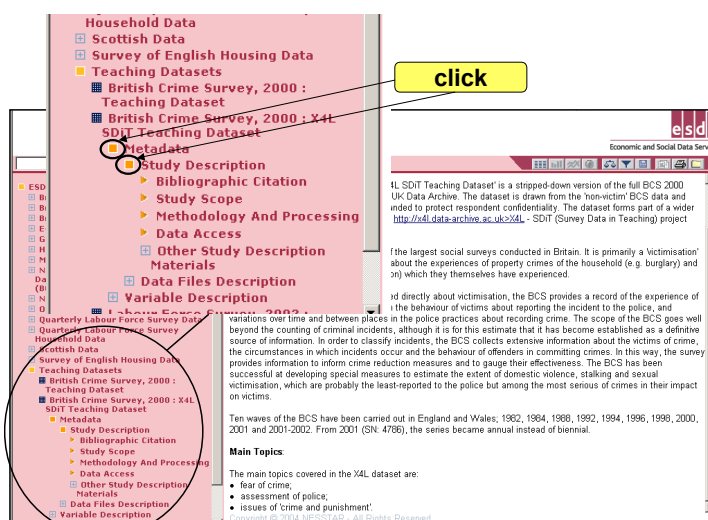 Household Data
Scottish Data
Survey of English Housing Data
Teaching Datasets
British Crime Survey, 2000 :
Teaching Dataset
British Crime Survey, 2000 : X4L
SDiT Teaching Dataset
Metadata
Study Description
Bibliographic Citation
Study Scope
Methodology And Processing
Data Access
Other Study Description
Materials
Data Files Description
Variable Description
click
esd
Economic and Social Data Serv
ESD
B
B
B
E
G
H
M
N
Da
(B
N
O
Quarterly Labour Force Survey Data
Quarterly Labour Force Survey
Household Data
Scottish Data
Survey of English Housing Data
Teaching Datasets
British Crime Survey, 2000 :
Teaching Dataset
British Crime Survey, 2000 : X4L
SDiT Teaching Dataset
Metadata
Study Description
Bibliographic Citation
Study Scope
Methodology And Processing
Data Access
Other Study Description
Materials
Data Files Description
Variable Description
4L SDiT Teaching Dataset' is a stripped-down version of the full BCS 2000
UK Data Archive. The dataset is drawn from the 'non-victim' BCS data and
nded to protect respondent confidentiality. The dataset forms part of a wider
http://x4l.data-archive.ac.uk>X4L - SDiT (Survey Data in Teaching) project
f the largest social surveys conducted in Britain. It is primarily a 'victimisation'
about the experiences of property crimes of the household (e.g. burglary) and
on) which they themselves have experienced.
d directly about victimisation, the BCS provides a record of the experience of
the behaviour of victims about reporting the incident to the police, and
variations over time and between places in the police practices about recording crime. The scope of the BCS goes well
beyond the counting of criminal incidents, although it is for this estimate that it has become established as a definitive
source of information. In order to classify incidents, the BCS collects extensive information about the victims of crime,
the circumstances in which incidents occur and the behaviour of offenders in committing crimes. In this way, the survey
provides information to inform crime reduction measures and to gauge their effectiveness. The BCS has been
successful at developing special measures to estimate the extent of domestic violence, stalking and sexual
victimisation, which are probably the least-reported to the police but among the most serious of crimes in their impact
on victims.
Ten waves of the BCS have been carried out in England and Wales; 1982, 1984, 1988, 1992, 1994, 1996, 1998, 2000,
2001 and 2001-2002. From 2001 (SN: 4786), the series became annual instead of biennial.
Main Topics:
The main topics covered in the X4L dataset are:
fear of crime;
assessment of police;
issues of 'crime and punishment'.
Copyright © 2004 NESSTAR - All Rights Reserved